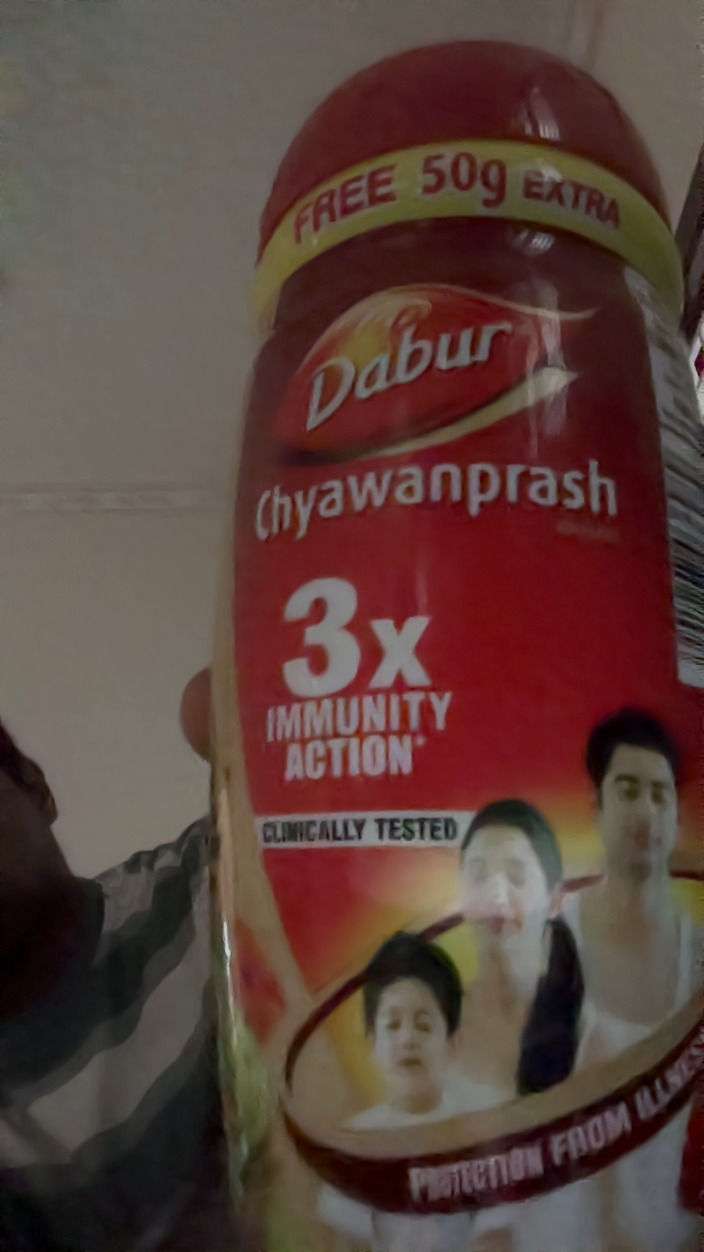 FREE 50g EXTRA
Dabur
Chyawanprash
3x
IMMUNITY
ACTION*
CLINICALLY TESTED
PROTECTION FROM ILLNESS